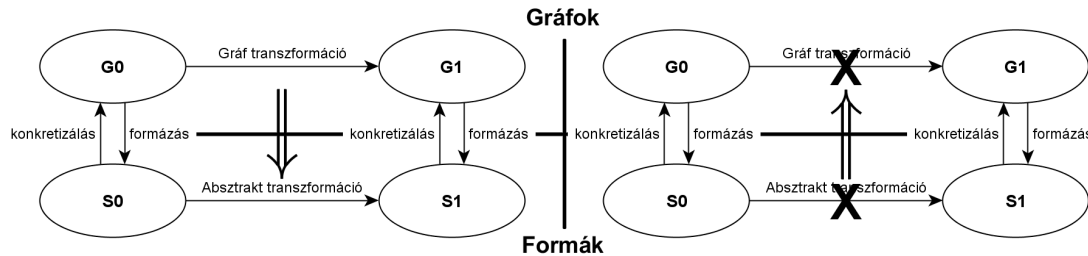 Gráfok
G0
Gráf transzformáció
G1
G0
Gráf transzformáció
G1
konkretizálás
formázás
konkretizálás
formázás
konkretizálás
formázás
konkretizálás
formázás
S0
Absztrakt transzformáció
S1
S0
Absztrakt transzformáció
S1
Formák